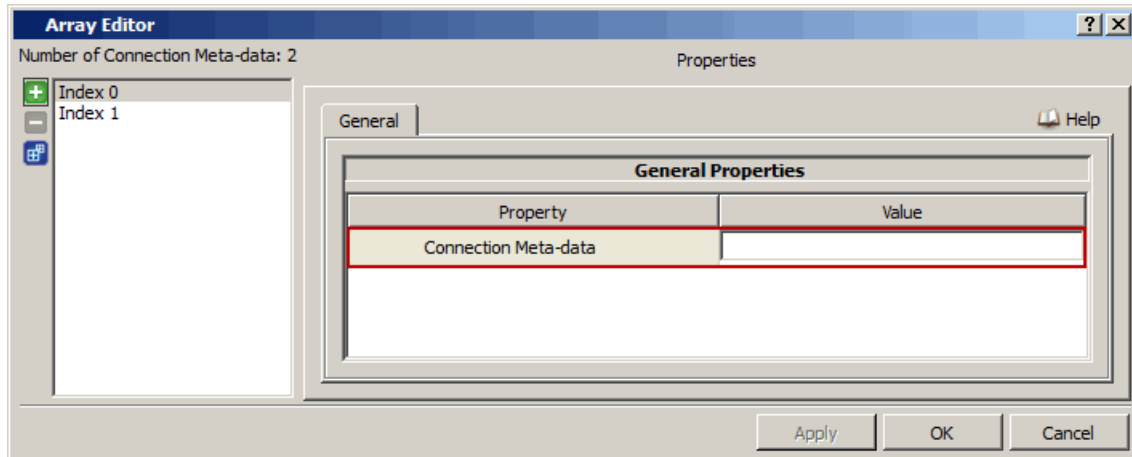 Array Editor
Number of Connection Meta-data: 2
Properties
Index 0
Index 1
General
Help
General Properties
Property Value
Connection Meta-data
Apply OK Cancel